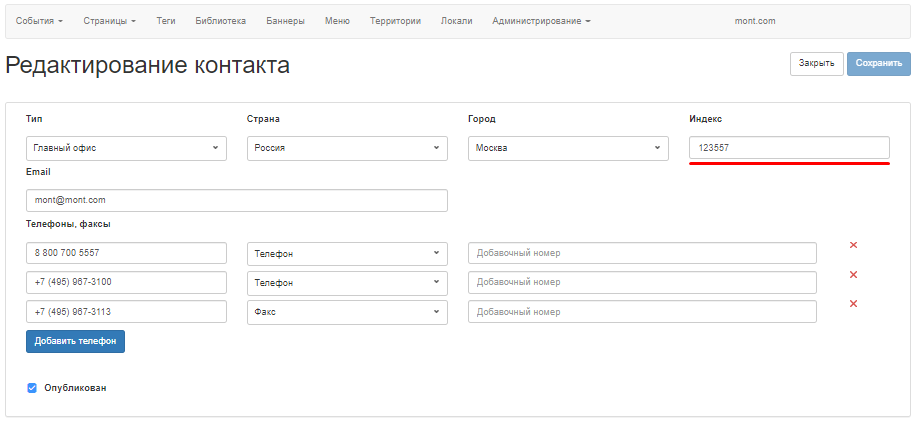 События Страницы Теги Библиотека Баннеры Меню Территории Локали Администрирование mont.com
Редактирование контакта Закрыть Сохранить
Тип Страна Город Индекс
Главный офис Россия Москва 123557
Email
mont@mont.com
Телефоны, факсы
8 800 700 5557 Телефон Добавочный номер
+7 (495) 967-3100 Телефон Добавочный номер
+7 (495) 967-3113 Факс Добавочный номер
Добавить телефон
Опубликован